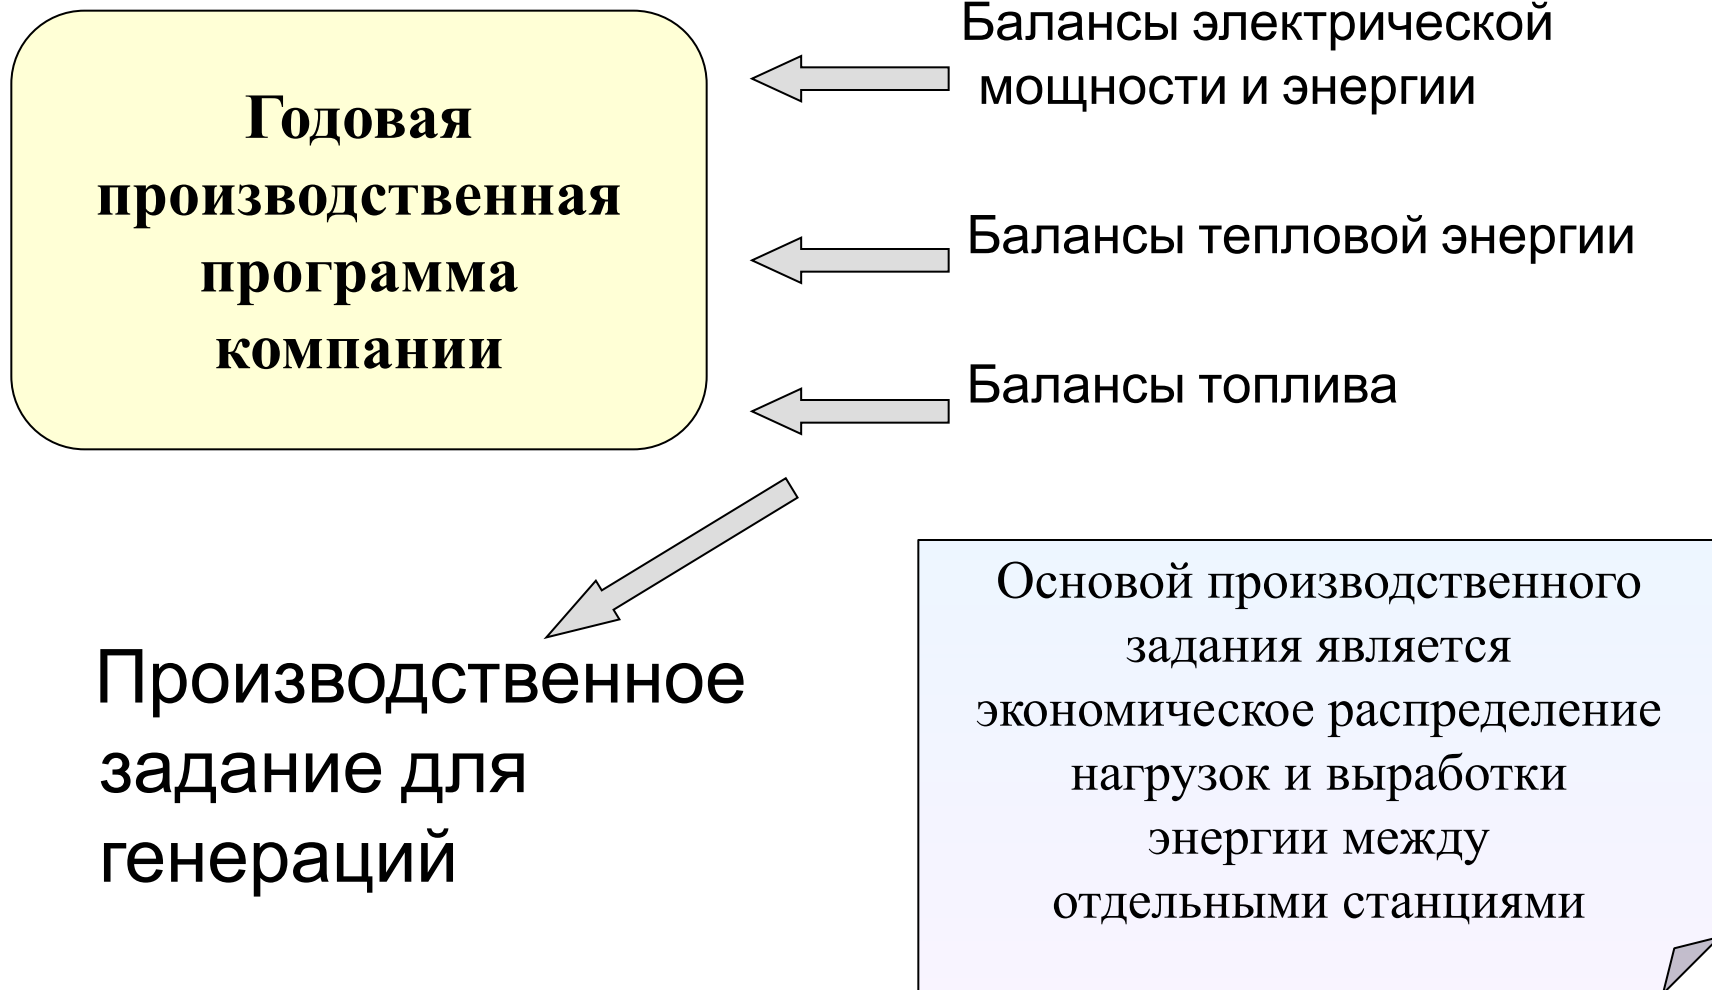 Годовая
производственная
программа
компании
Балансы электрической
мощности и энергии
Балансы тепловой энергии
Балансы топлива
Производственное
задание для
генераций
Основой производственного
задания является
экономическое распределение
нагрузок и выработки
энергии между
отдельными станциями